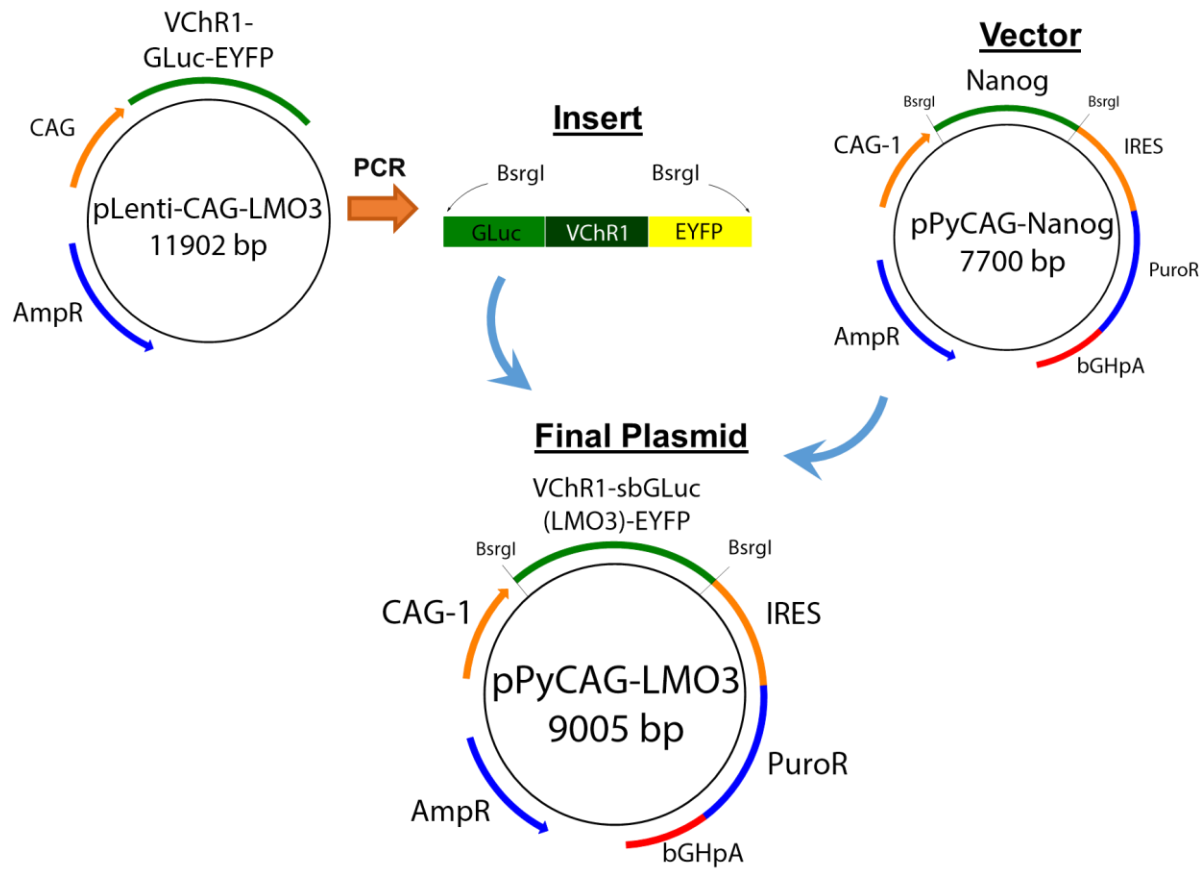 VChR1-
GLuc-EYFP
CAG
pLenti-CAG-LMO3
11902 bp
AmpR
PCR
Insert
BsrgI
BsrgI
GLuc
VChR1
EYFP
Vector
Nanog
BsrgI
BsrgI
CAG-1
IRES
pPyCAG-Nanog
7700 bp
PuroR
AmpR
bGHpA
Final Plasmid
VChR1-sbGLuc
(LMO3)-EYFP
BsrgI
BsrgI
CAG-1
IRES
pPyCAG-LMO3
9005 bp
PuroR
AmpR
bGHpA